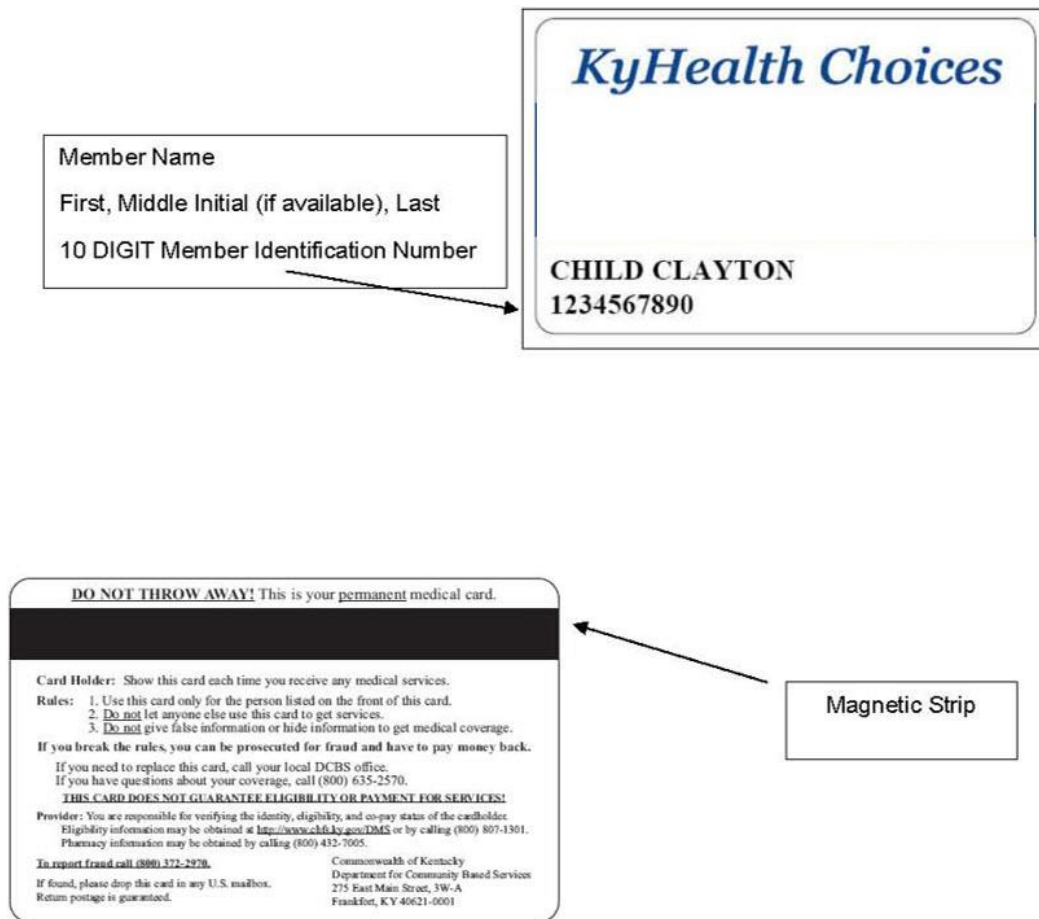 KyHealth Choices
Member Name
First, Middle Initial (if available), Last
10 DIGIT Member Identification Number
CHILD CLAYTON
1234567890
DO NOT THROW AWAY! This is your permanent medical card.
Card Holder: Show this card each time you receive any medical services.
Rules: 1. Use this card only for the person listed on the front of this card.
2. Do not let anyone else use this card to get services.
3. Do not give false information or hide information to get medical coverage.
If you break the rules, you can be prosecuted for fraud and have to pay money back.
If you need to replace this card, call your local DCBS office.
If you have questions about your coverage, call (800) 635-2570.
THIS CARD DOES NOT GUARANTEE ELIGIBILITY OR PAYMENT FOR SERVICES!
Provider: You are responsible for verifying the identity, eligibility, and co-pay status of the cardholder.
Eligibility information may be obtained at http://www.chfs.ky.gov/DMS or by calling (800) 807-1301.
Pharmacy information may be obtained by calling (800) 432-7005.
To report fraud call (800) 372-2970.
If found, please drop this card in any U.S. mailbox.
Return postage is guaranteed.
Commonwealth of Kentucky
Department for Community Based Services
275 East Main Street, 3W-A
Frankfort, KY 40621-0001
Magnetic Strip